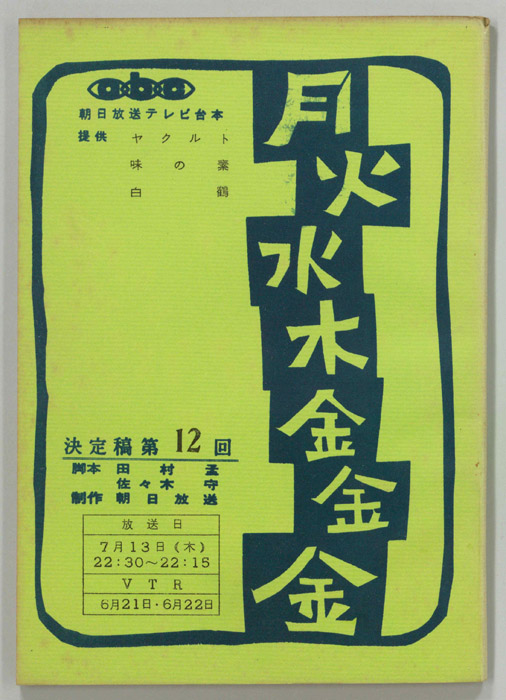 abc
朝日放送テレビ台本
提供 ヤクルト
味の素
白鶴
月火水木金金金
決定稿第12回
脚本 田村孟
佐々木守
制作 朝日放送
放送日
7月13日(木)
22:30~22:15
VTR
6月21日・6月22日